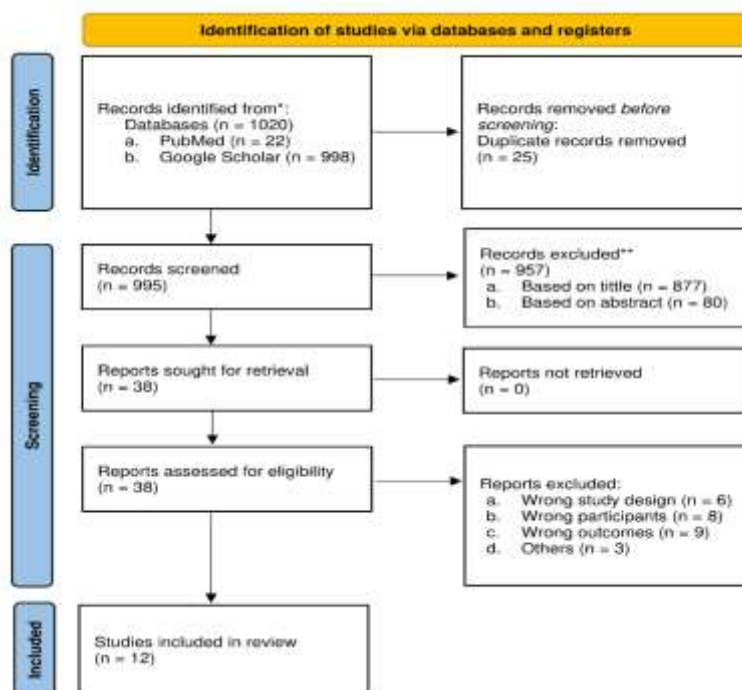 Identification of studies via databases and registers
Identification
Records identified from*:
Databases (n = 1020)
a. PubMed (n = 22)
b. Google Scholar (n = 998)
Records removed before
screening:
Duplicate records removed
(n = 25)
Screening
Records screened
(n = 995)
Records excluded**
(n = 957)
a. Based on tittle (n = 877)
b. Based on abstract (n = 80)
Reports sought for retrieval
(n = 38)
Reports not retrieved
(n = 0)
Reports assessed for eligibility
(n = 38)
Reports excluded:
a. Wrong study design (n = 6)
b. Wrong participants (n = 8)
c. Wrong outcomes (n = 9)
d. Others (n = 3)
Included
Studies included in review
(n = 12)